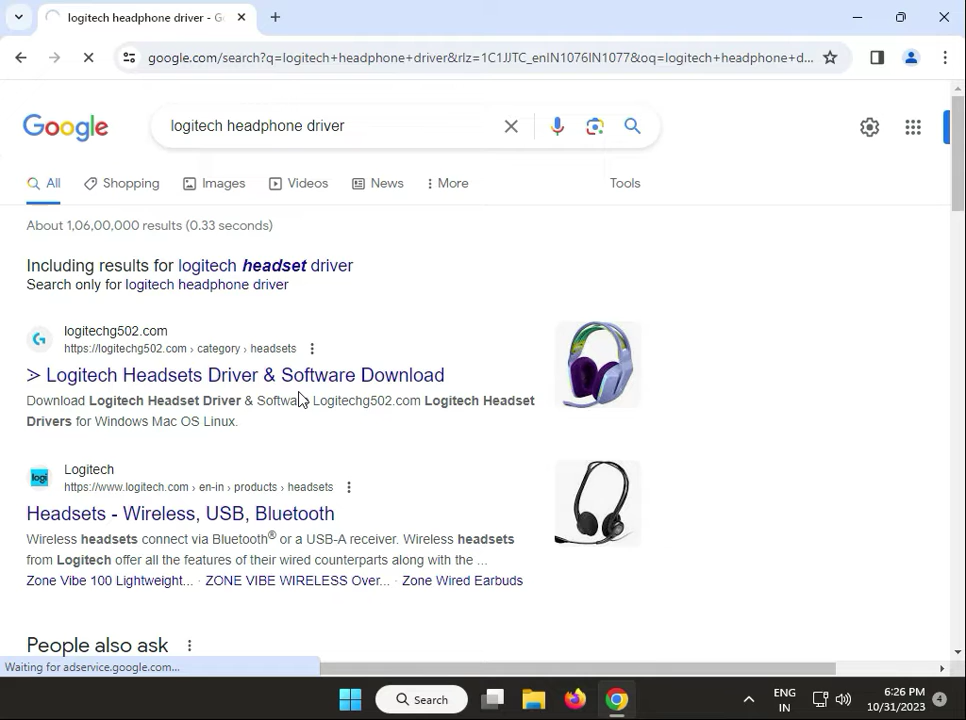 logitech headphone driver - G
google.com/search?q=logitech+headphone+driver&rlz=1C1JJTC_enIN1076IN1077&oq=logitech+headphone+d...
Google
logitech headphone driver
All
Shopping
Images
Videos
News
More
Tools
About 1,06,00,000 results (0.33 seconds)
Including results for logitech headset driver
Search only for logitech headphone driver
logitechg502.com
https://logitechg502.com › category › headsets
> Logitech Headsets Driver & Software Download
Download Logitech Headset Driver & Software Logitechg502.com Logitech Headset
Drivers for Windows Mac OS Linux.
logi
Logitech
https://www.logitech.com › en-in › products › headsets
Headsets - Wireless, USB, Bluetooth
Wireless headsets connect via Bluetooth® or a USB-A receiver. Wireless headsets
from Logitech offer all the features of their wired counterparts along with the ...
Zone Vibe 100 Lightweight... · ZONE VIBE WIRELESS Over... · Zone Wired Earbuds
People also ask
Waiting for adservice.google.com...
Search
ENG
IN
6:26 PM
10/31/2023
4